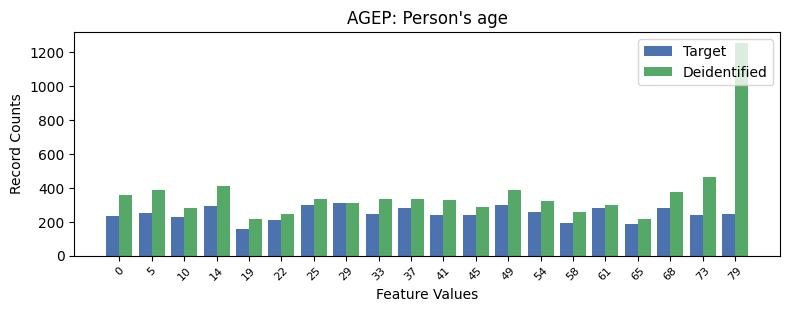 AGEP: Person's age
Record Counts
1200
1000
800
600
400
200
0
Target
Deidentified
0 5 10 14 19 22 25 29 33 37 41 45 49 54 58 61 65 68 73 79
Feature Values